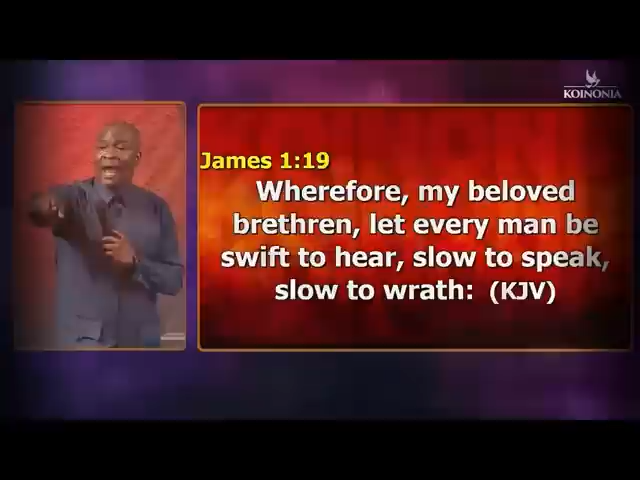 KOINONIA
James 1:19
Wherefore, my beloved
brethren, let every man be
swift to hear, slow to speak,
slow to wrath: (KJV)